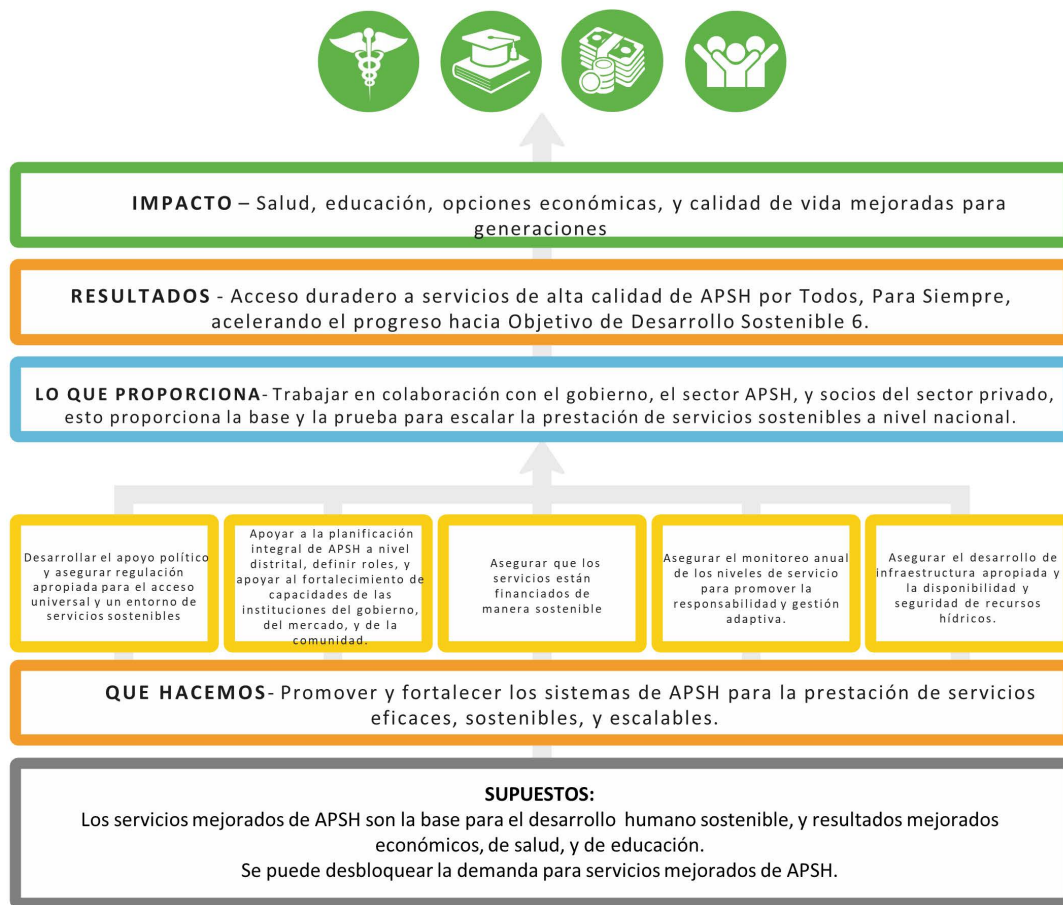 IMPACTO – Salud, educación, opciones económicas, y calidad de vida mejoradas para
generaciones
RESULTADOS - Acceso duradero a servicios de alta calidad de APSH por Todos, Para Siempre,
acelerando el progreso hacia Objetivo de Desarrollo Sostenible 6.
LO QUE PROPORCIONA- Trabajar en colaboración con el gobierno, el sector APSH, y socios del sector privado,
esto proporciona la base y la prueba para escalar la prestación de servicios sostenibles a nivel nacional.
Desarrollar el apoyo político
y asegurar regulación
apropiada para el acceso
universal y un entorno de
servicios sostenibles
Apoyar a la planificación
integral de APSH a nivel
distrital, definir roles, y
apoyar al fortalecimiento de
capacidades de las
instituciones del gobierno,
del mercado, y de la
comunidad.
Asegurar que los
servicios están
financiados de
manera sostenible
Asegurar el monitoreo anual
de los niveles de servicio
para promover la
responsabilidad y gestión
adaptiva.
Asegurar el desarrollo de
infraestructura apropiada y
la disponibilidad y
seguridad de recursos
hídricos.
QUE HACEMOS- Promover y fortalecer los sistemas de APSH para la prestación de servicios
eficaces, sostenibles, y escalables.
SUPUESTOS:
Los servicios mejorados de APSH son la base para el desarrollo humano sostenible, y resultados mejorados
económicos, de salud, y de educación.
Se puede desbloquear la demanda para servicios mejorados de APSH.